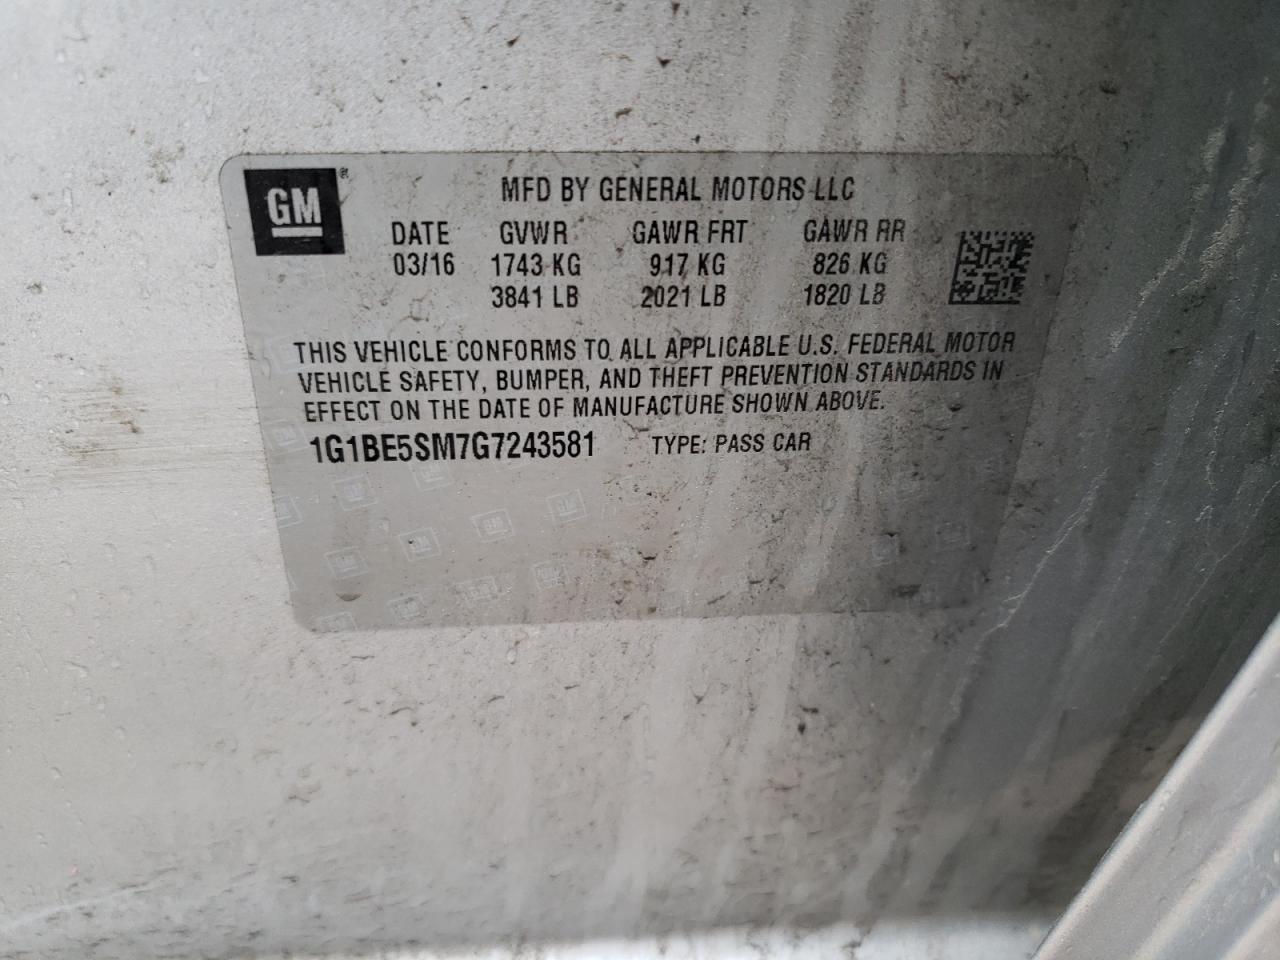 GM®
MFD BY GENERAL MOTORS LLC
DATE GVWR GAWR FRT GAWR RR
03/16 1743 KG 917 KG 826 KG
3841 LB 2021 LB 1820 LB
THIS VEHICLE CONFORMS TO ALL APPLICABLE U.S. FEDERAL MOTOR
VEHICLE SAFETY, BUMPER, AND THEFT PREVENTION STANDARDS IN
EFFECT ON THE DATE OF MANUFACTURE SHOWN ABOVE.
1G1BE5SM7G7243581 TYPE: PASS CAR